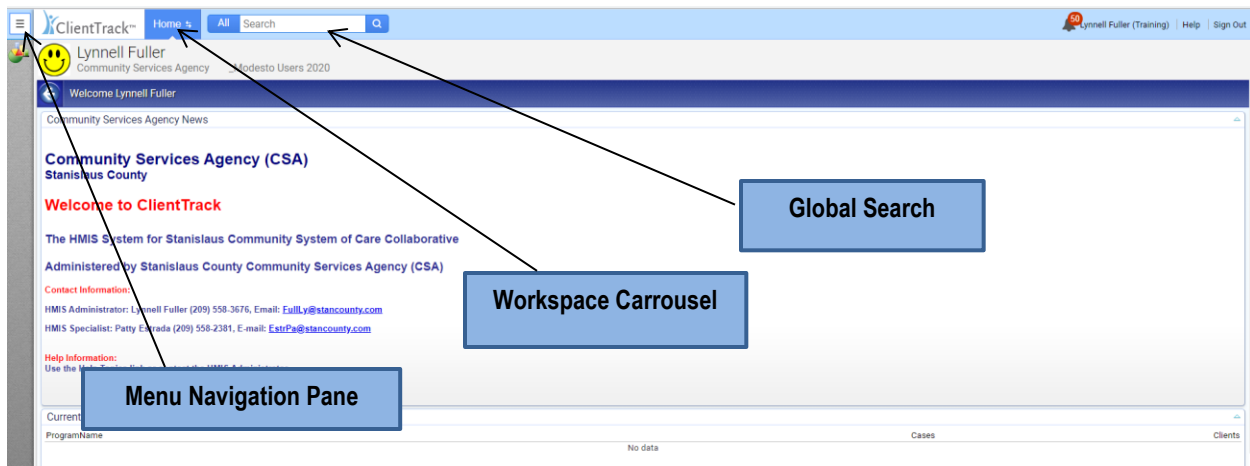 ClientTrack™ Home All Search 50 Lynnell Fuller (Training) Help Sign Out
Lynnell Fuller
Community Services Agency _Modesto Users 2020
Welcome Lynnell Fuller
Community Services Agency News
Community Services Agency (CSA)
Stanislaus County
Welcome to ClientTrack
Global Search
The HMIS System for Stanislaus Community System of Care Collaborative
Administered by Stanislaus County Community Services Agency (CSA)
Contact Information:
Workspace Carrousel
HMIS Administrator: Lynnell Fuller (209) 558-3676, Email: FullLy@stancounty.com
HMIS Specialist: Patty Estrada (209) 558-2381, E-mail: EstrPa@stancounty.com
Help Information:
Use the
Menu Navigation Pane
Current
ProgramName Cases Clients
No data